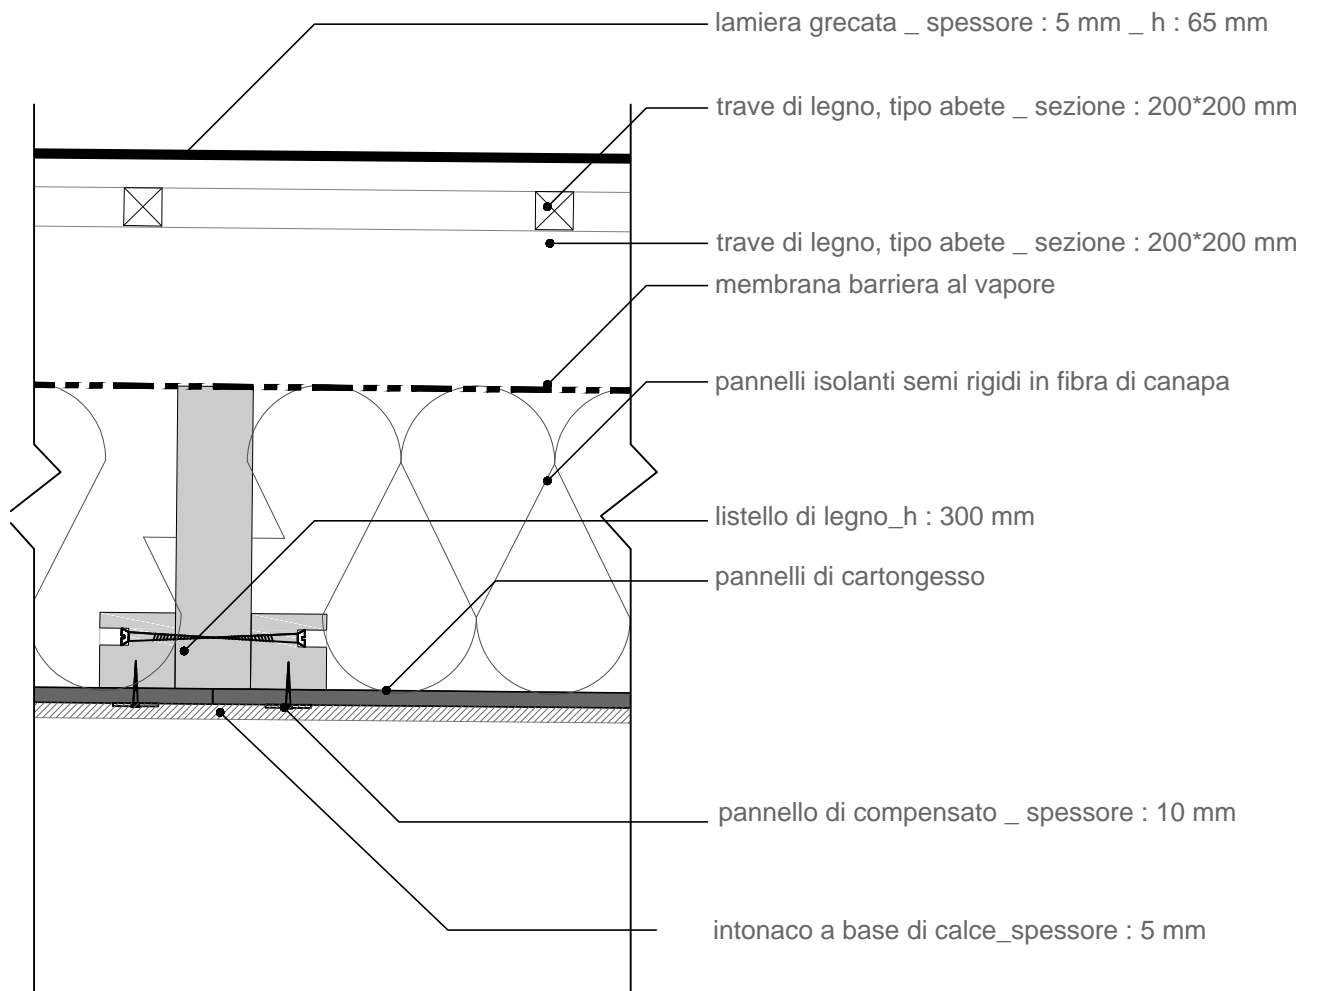 lamiera grecata _ spessore : 5 mm _ h : 65 mm
trave di legno, tipo abete _ sezione : 200*200 mm
trave di legno, tipo abete _ sezione : 200*200 mm
membrana barriera al vapore
pannelli isolanti semi rigidi in fibra di canapa
listello di legno_h : 300 mm
pannelli di cartongesso
pannello di compensato _ spessore : 10 mm
intonaco a base di calce_spessore : 5 mm